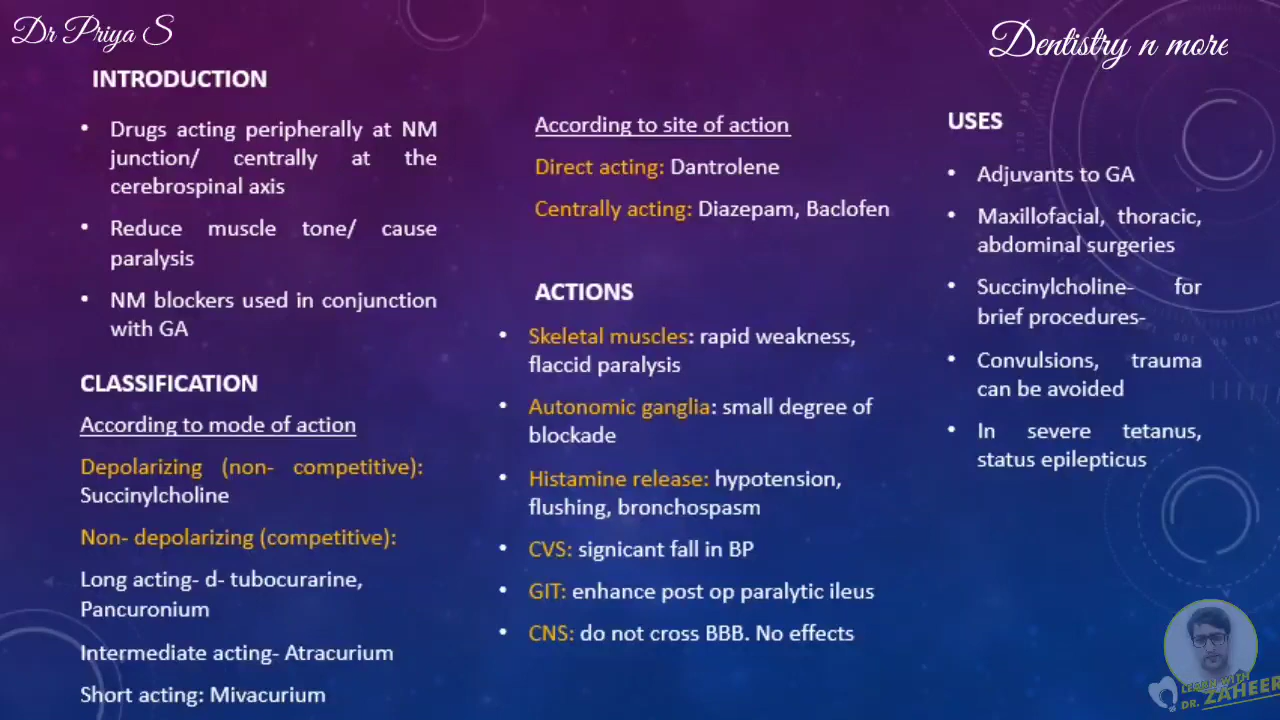 Dr Priya S
Dentistry n more
INTRODUCTION
• Drugs acting peripherally at NM
junction/ centrally at the
cerebrospinal axis
• Reduce muscle tone/ cause
paralysis
• NM blockers used in conjunction
with GA
CLASSIFICATION
According to mode of action
Depolarizing (non- competitive):
Succinylcholine
Non- depolarizing (competitive):
Long acting- d- tubocurarine,
Pancuronium
Intermediate acting- Atracurium
Short acting: Mivacurium
According to site of action
Direct acting: Dantrolene
Centrally acting: Diazepam, Baclofen
ACTIONS
• Skeletal muscles: rapid weakness,
flaccid paralysis
• Autonomic ganglia: small degree of
blockade
• Histamine release: hypotension,
flushing, bronchospasm
• CVS: signicant fall in BP
• GIT: enhance post op paralytic ileus
• CNS: do not cross BBB. No effects
USES
• Adjuvants to GA
• Maxillofacial, thoracic,
abdominal surgeries
• Succinylcholine- for
brief procedures-
• Convulsions, trauma
can be avoided
• In severe tetanus,
status epilepticus
LEARN WITH
DR. ZAHEER